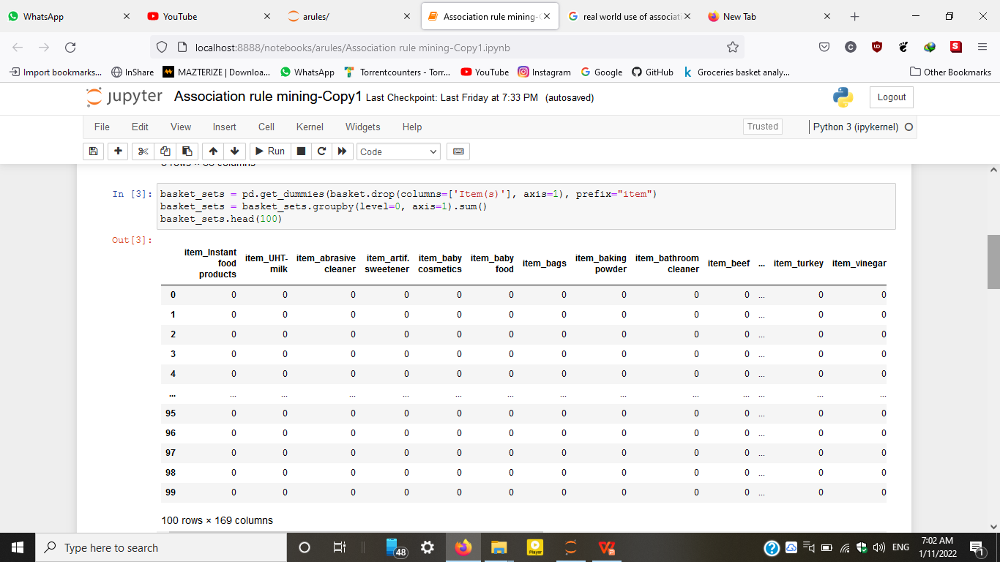 WhatsApp
YouTube
arules/
Association rule mining-
real world use of associati
New Tab
localhost:8888/notebooks/arules/Association rule mining-Copy1.ipynb
Import bookmarks...
InShare
MAZTERIZE | Downloa...
WhatsApp
Torrentcounters - Torr...
YouTube
Instagram
Google
GitHub
Groceries basket analy...
Other Bookmarks
jupyter Association rule mining-Copy1 Last Checkpoint: Last Friday at 7:33 PM (autosaved)
Logout
File Edit View Insert Cell Kernel Widgets Help
Trusted
Python 3 (ipykernel)
Run
Code
In [3]:
basket_sets = pd.get_dummies(basket.drop(columns=['Item(s)'], axis=1), prefix="item")
basket_sets = basket_sets.groupby(level=0, axis=1).sum()
basket_sets.head(100)
Out[3]:
item_Instant food products item_UHT-milk item_abrasive cleaner item_artif. sweetener item_baby cosmetics item_baby food item_bags item_baking powder item_bathroom cleaner item_beef ... item_turkey item_vinegar
0 0 0 0 0 0 0 0 0 0 0 ... 0 0
1 0 0 0 0 0 0 0 0 0 0 ... 0 0
2 0 0 0 0 0 0 0 0 0 0 ... 0 0
3 0 0 0 0 0 0 0 0 0 0 ... 0 0
4 0 0 0 0 0 0 0 0 0 0 ... 0 0
... ... ... ... ... ... ... ... ... ... ... ... ... ...
95 0 0 0 0 0 0 0 0 0 0 ... 0 0
96 0 0 0 0 0 0 0 0 0 0 ... 0 0
97 0 0 0 0 0 0 0 0 0 0 ... 0 0
98 0 0 0 0 0 0 0 0 0 0 ... 0 0
99 0 0 0 0 0 0 0 0 0 0 ... 0 0
100 rows × 169 columns
Type here to search
48
Player
ENG
7:02 AM
1/11/2022
1